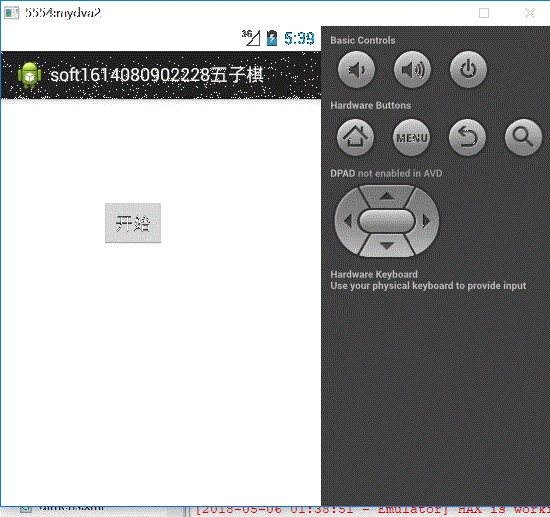 5554:mydva2
3G 5:39
soft1614080902228五子棋
开始
Basic Controls
Hardware Buttons
MENU
DPAD not enabled in AVD
Hardware Keyboard
Use your physical keyboard to provide input
[2018-05-06 01:38:51 - Emulator] HAX is worki